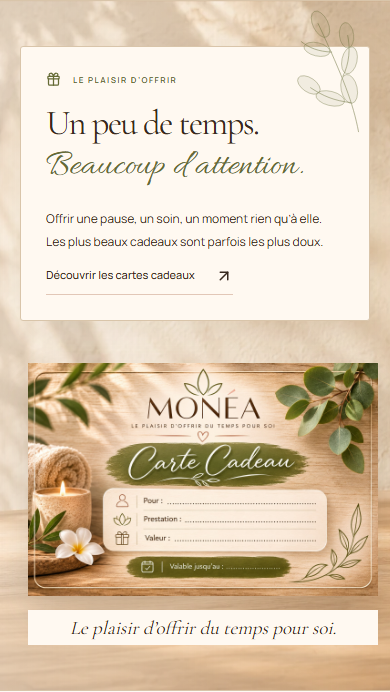 LE PLAISIR D'OFFRIR
Un peu de temps.
Beaucoup d'attention.
Offrir une pause, un soin, un moment rien qu'à elle.
Les plus beaux cadeaux sont parfois les plus doux.
Découvrir les cartes cadeaux
MONÉA
LE PLAISIR D'OFFRIR DU TEMPS POUR SOI
Carte Cadeau
Pour :
Prestation :
Valeur :
Valable jusqu'au :
Le plaisir d'offrir du temps pour soi.